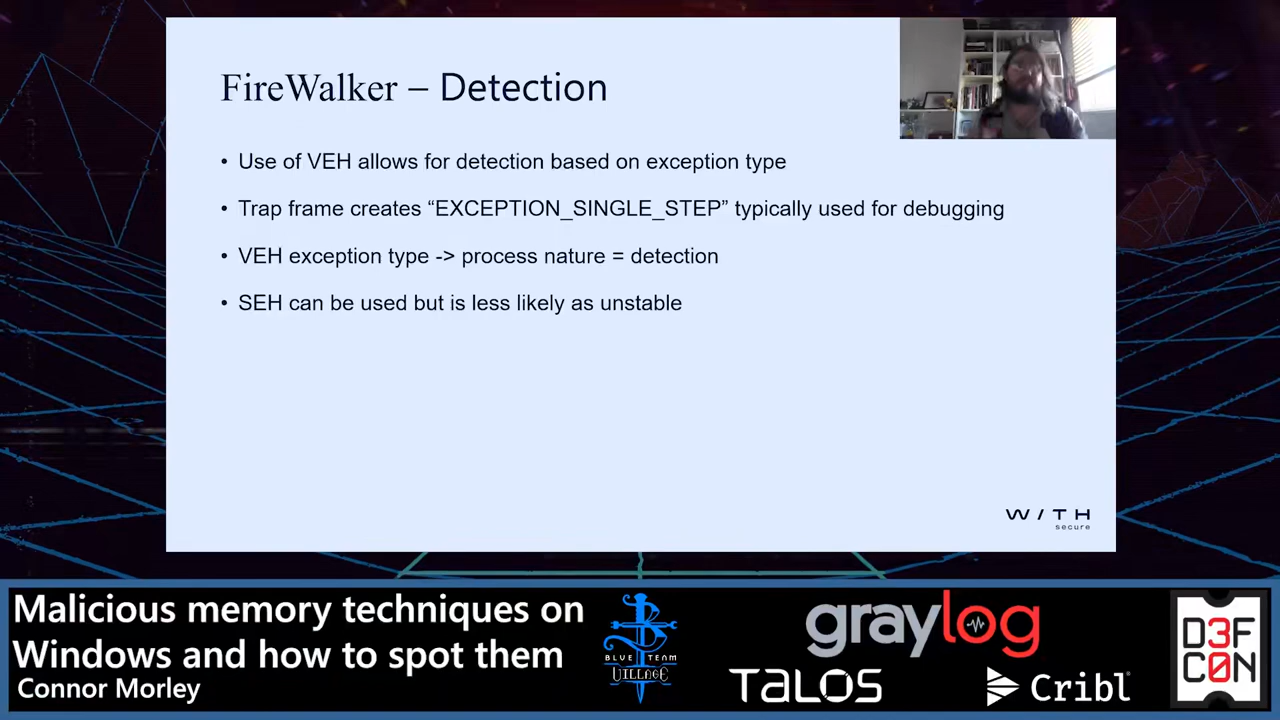 FireWalker – Detection
• Use of VEH allows for detection based on exception type
• Trap frame creates “EXCEPTION_SINGLE_STEP” typically used for debugging
• VEH exception type -> process nature = detection
• SEH can be used but is less likely as unstable
W / T H
secure
Malicious memory techniques on
Windows and how to spot them
Connor Morley
BLUE TEAM
VILLAGE
graylog
TALOS
Cribl
D3F
C0N